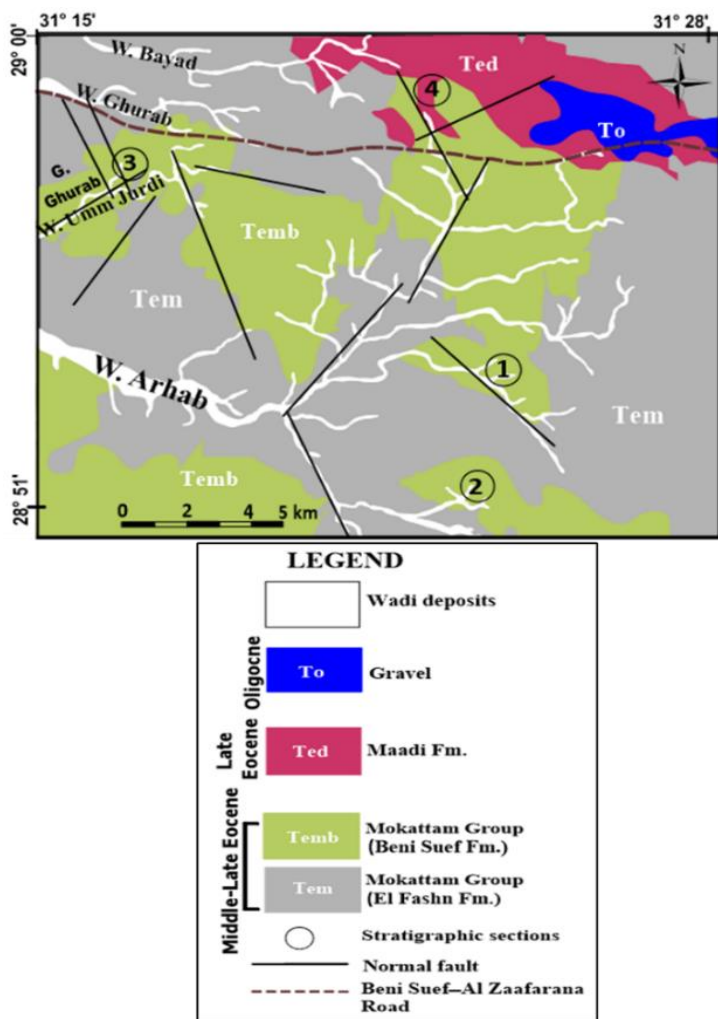 31° 15'
31° 28'
29° 00'
W. Bayad
Ted
N
4
W. Ghurab
To
3
G.
Ghurab
W. Umm Jurdi
Temb
Tem
W. Arhab
1
Tem
Temb
2
28° 51'
0 2 4 5 km
LEGEND
Wadi deposits
Oligocne
To
Gravel
Late
Eocene
Ted
Maadi Fm.
Middle-Late Eocene
Temb
Mokattam Group
(Beni Suef Fm.)
Tem
Mokattam Group
(El Fashn Fm.)
Stratigraphic sections
Normal fault
Beni Suef–Al Zaafarana
Road